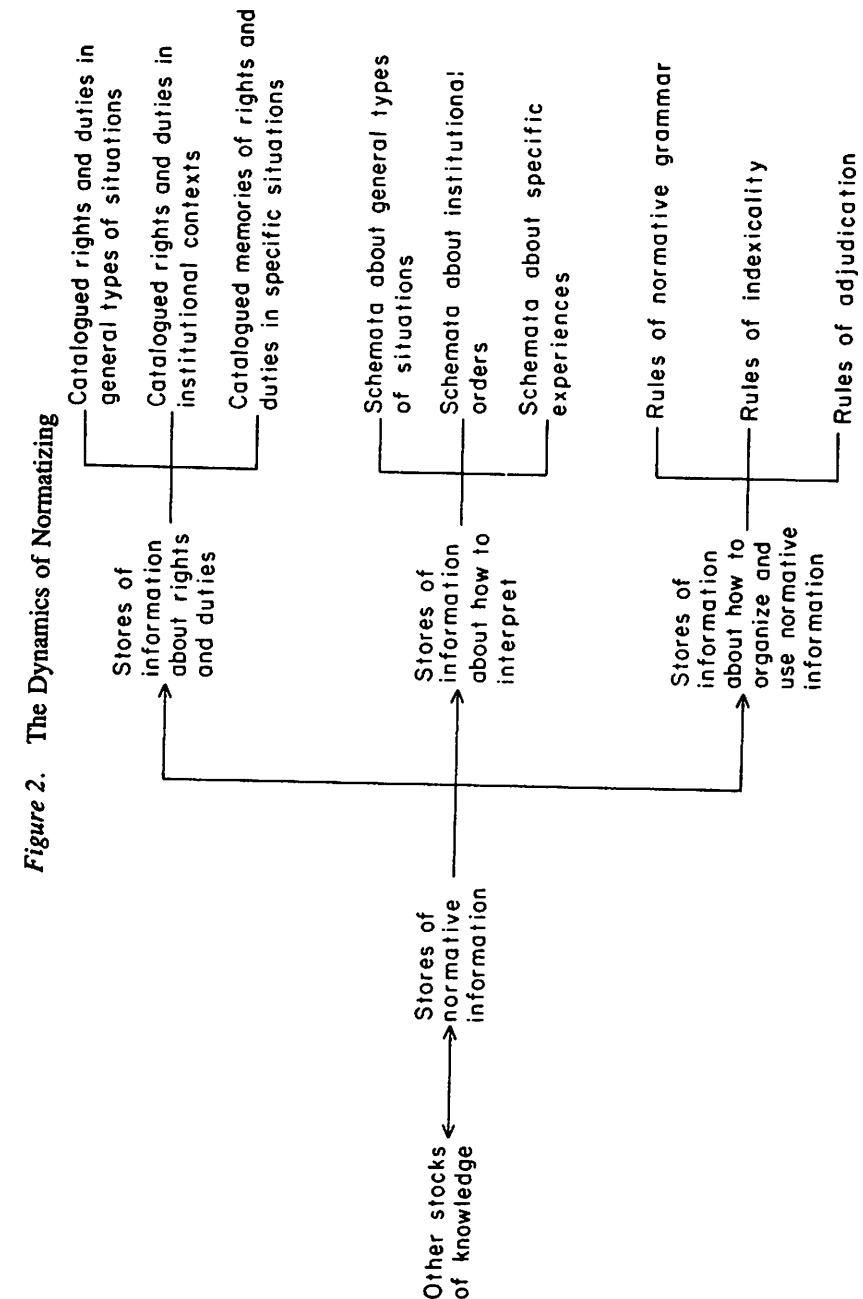 Figure 2. The Dynamics of Normatizing
Other stocks
of knowledge
Stores of
normative
information
Stores of
information
about rights
and duties
Catalogued rights and duties in
general types of situations
Catalogued rights and duties in
institutional contexts
Catalogued memories of rights and
duties in specific situations
Stores of
information
about how to
interpret
Schemata about general types
of situations
Schemata about institutional
orders
Schemata about specific
experiences
Stores of
information
about how to
organize and
use normative
information
Rules of normative grammar
Rules of indexicality
Rules of adjudication